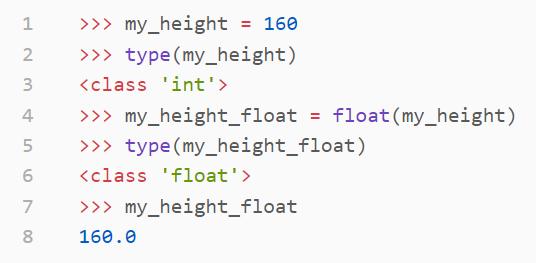 1 >>> my_height = 160
2 >>> type(my_height)
3 <class 'int'>
4 >>> my_height_float = float(my_height)
5 >>> type(my_height_float)
6 <class 'float'>
7 >>> my_height_float
8 160.0